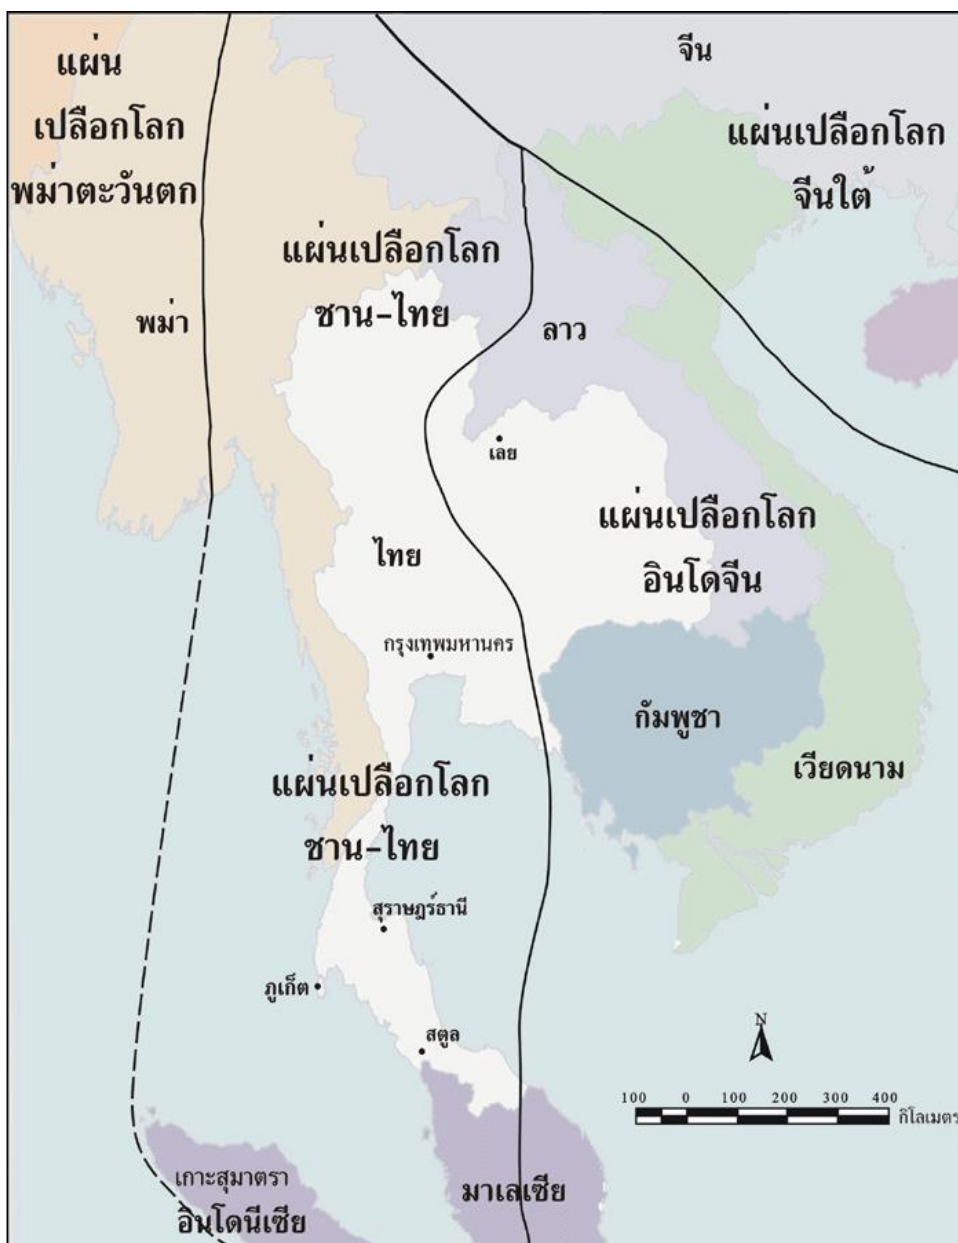 แผ่น
เปลือกโลก
พม่าตะวันตก
จีน
แผ่นเปลือกโลก
จีนใต้
แผ่นเปลือกโลก
ชาน-ไทย
พม่า
ลาว
เลย
แผ่นเปลือกโลก
อินโดจีน
ไทย
กรุงเทพมหานคร
กัมพูชา
เวียดนาม
แผ่นเปลือกโลก
ชาน-ไทย
สุราษฎร์ธานี
ภูเก็ต
สตูล
N
100 0 100 200 300 400
กิโลเมตร
เกาะสุมาตรา
อินโดนีเซีย
มาเลเซีย